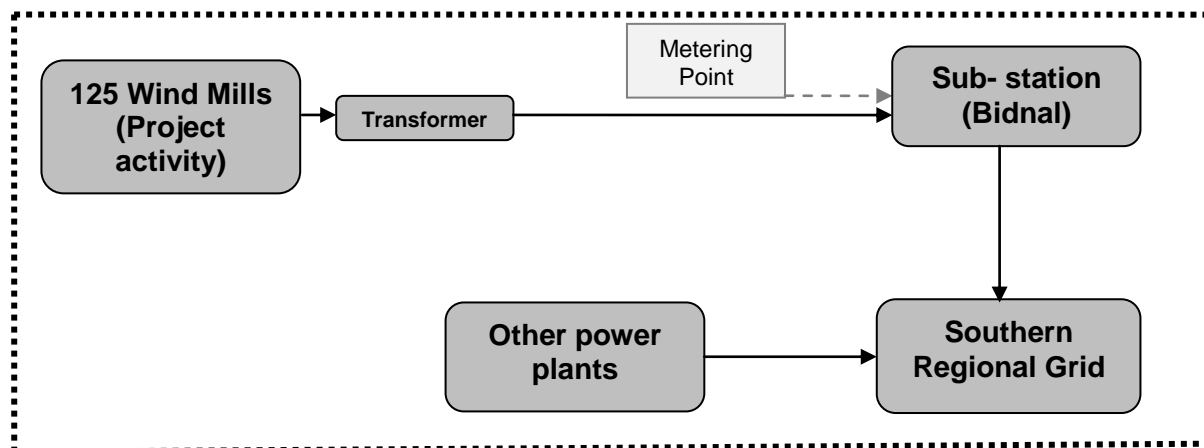 125 Wind Mills
(Project
activity)
Transformer
Metering
Point
Sub- station
(Bidnal)
Other power
plants
Southern
Regional Grid